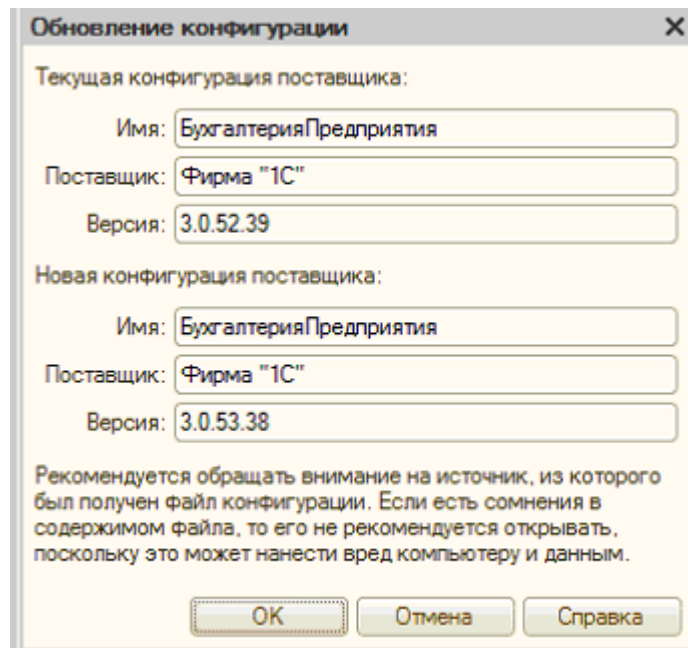 Обновление конфигурации
Текущая конфигурация поставщика:
Имя: БухгалтерияПредприятия
Поставщик: Фирма "1С"
Версия: 3.0.52.39
Новая конфигурация поставщика:
Имя: БухгалтерияПредприятия
Поставщик: Фирма "1С"
Версия: 3.0.53.38
Рекомендуется обращать внимание на источник, из которого
был получен файл конфигурации. Если есть сомнения в
содержимом файла, то его не рекомендуется открывать,
поскольку это может нанести вред компьютеру и данным.
OK Отмена Справка